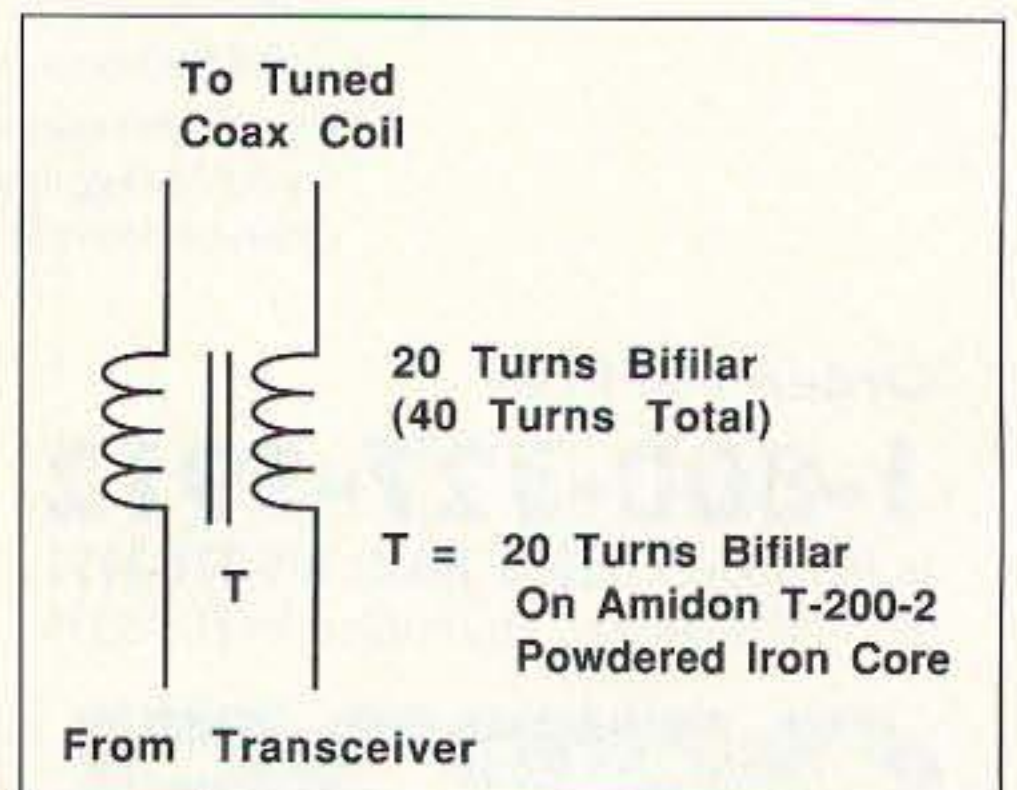 To Tuned
Coax Coil
20 Turns Bifilar
(40 Turns Total)
T = 20 Turns Bifilar
On Amidon T-200-2
Powdered Iron Core
T
From Transceiver